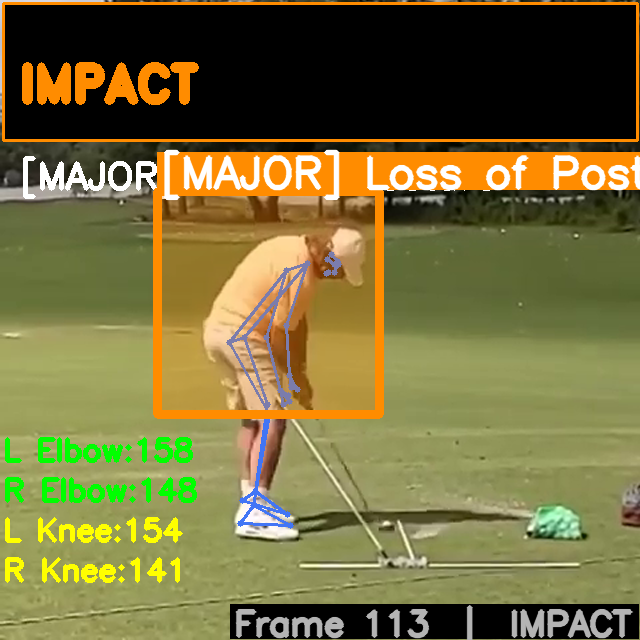 IMPACT
[MAJOR [MAJOR] Loss of Post
L Elbow:158
R Elbow:148
L Knee:154
R Knee:141
Frame 113 | IMPACT